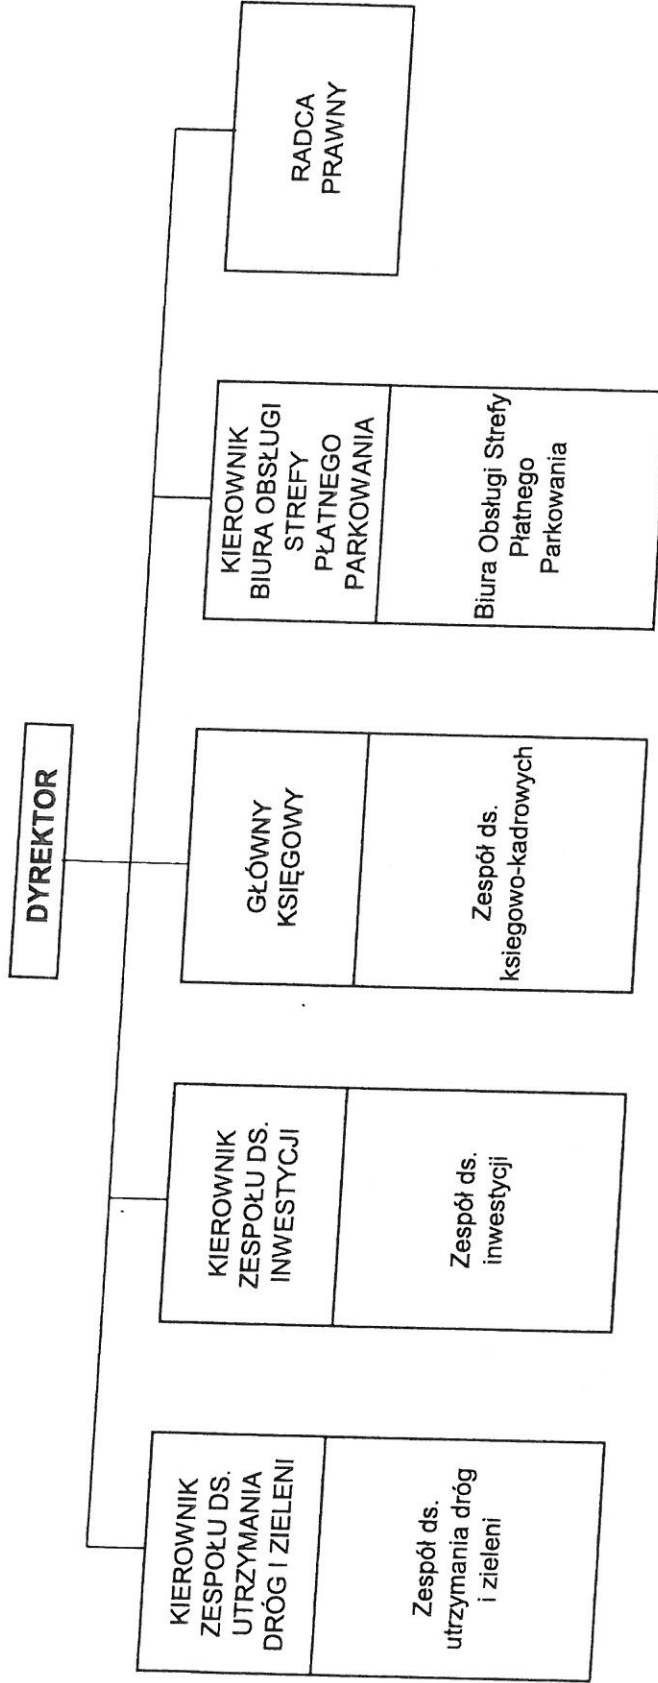 DYREKTOR
KIEROWNIK
ZESPOŁU DS.
UTRZYMANIA
DRÓG I ZIELENI
Zespół ds.
utrzymania dróg
i zieleni
KIEROWNIK
ZESPOŁU DS.
INWESTYCJI
Zespół ds.
inwestycji
GŁÓWNY
KSIĘGOWY
Zespół ds.
księgowo-kadrowych
KIEROWNIK
BIURA OBSŁUGI
STREFY
PŁATNEGO
PARKOWANIA
Biura Obsługi Strefy
Płatnego
Parkowania
RADCA
PRAWNY